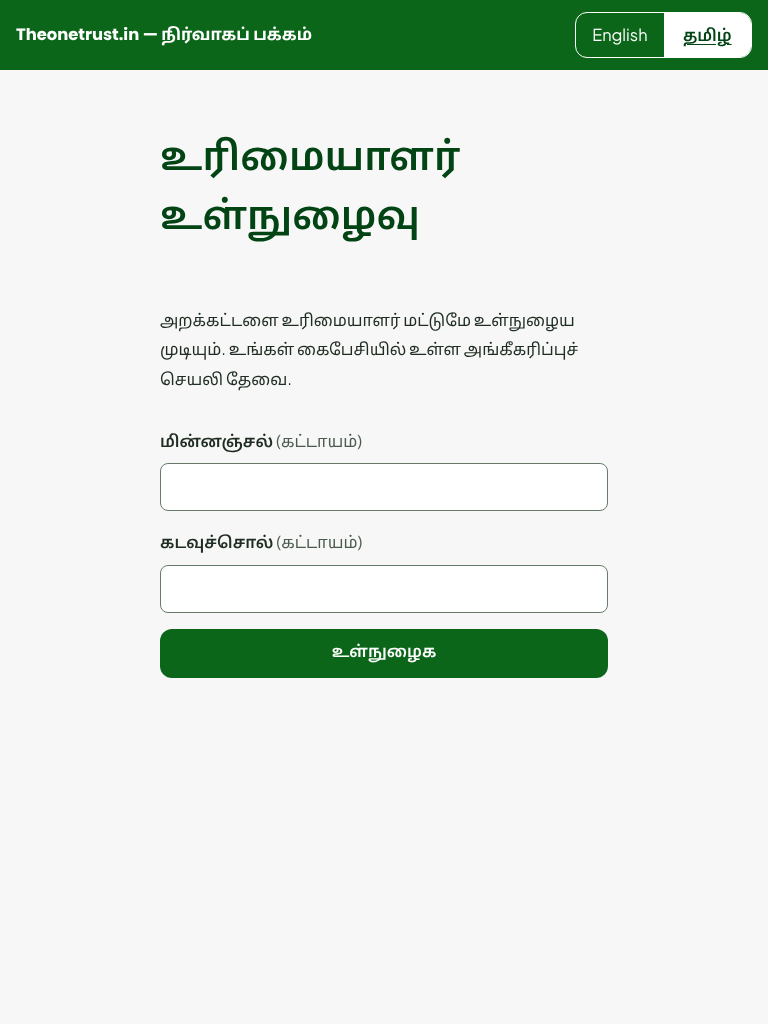 Theonetrust.in — நிர்வாகப் பக்கம்
English
தமிழ்
உரிமையாளர்
உள்நுழைவு
அறக்கட்டளை உரிமையாளர் மட்டுமே உள்நுழைய
முடியும். உங்கள் கைபேசியில் உள்ள அங்கீகரிப்புச்
செயலி தேவை.
மின்னஞ்சல் (கட்டாயம்)
கடவுச்சொல் (கட்டாயம்)
உள்நுழைக